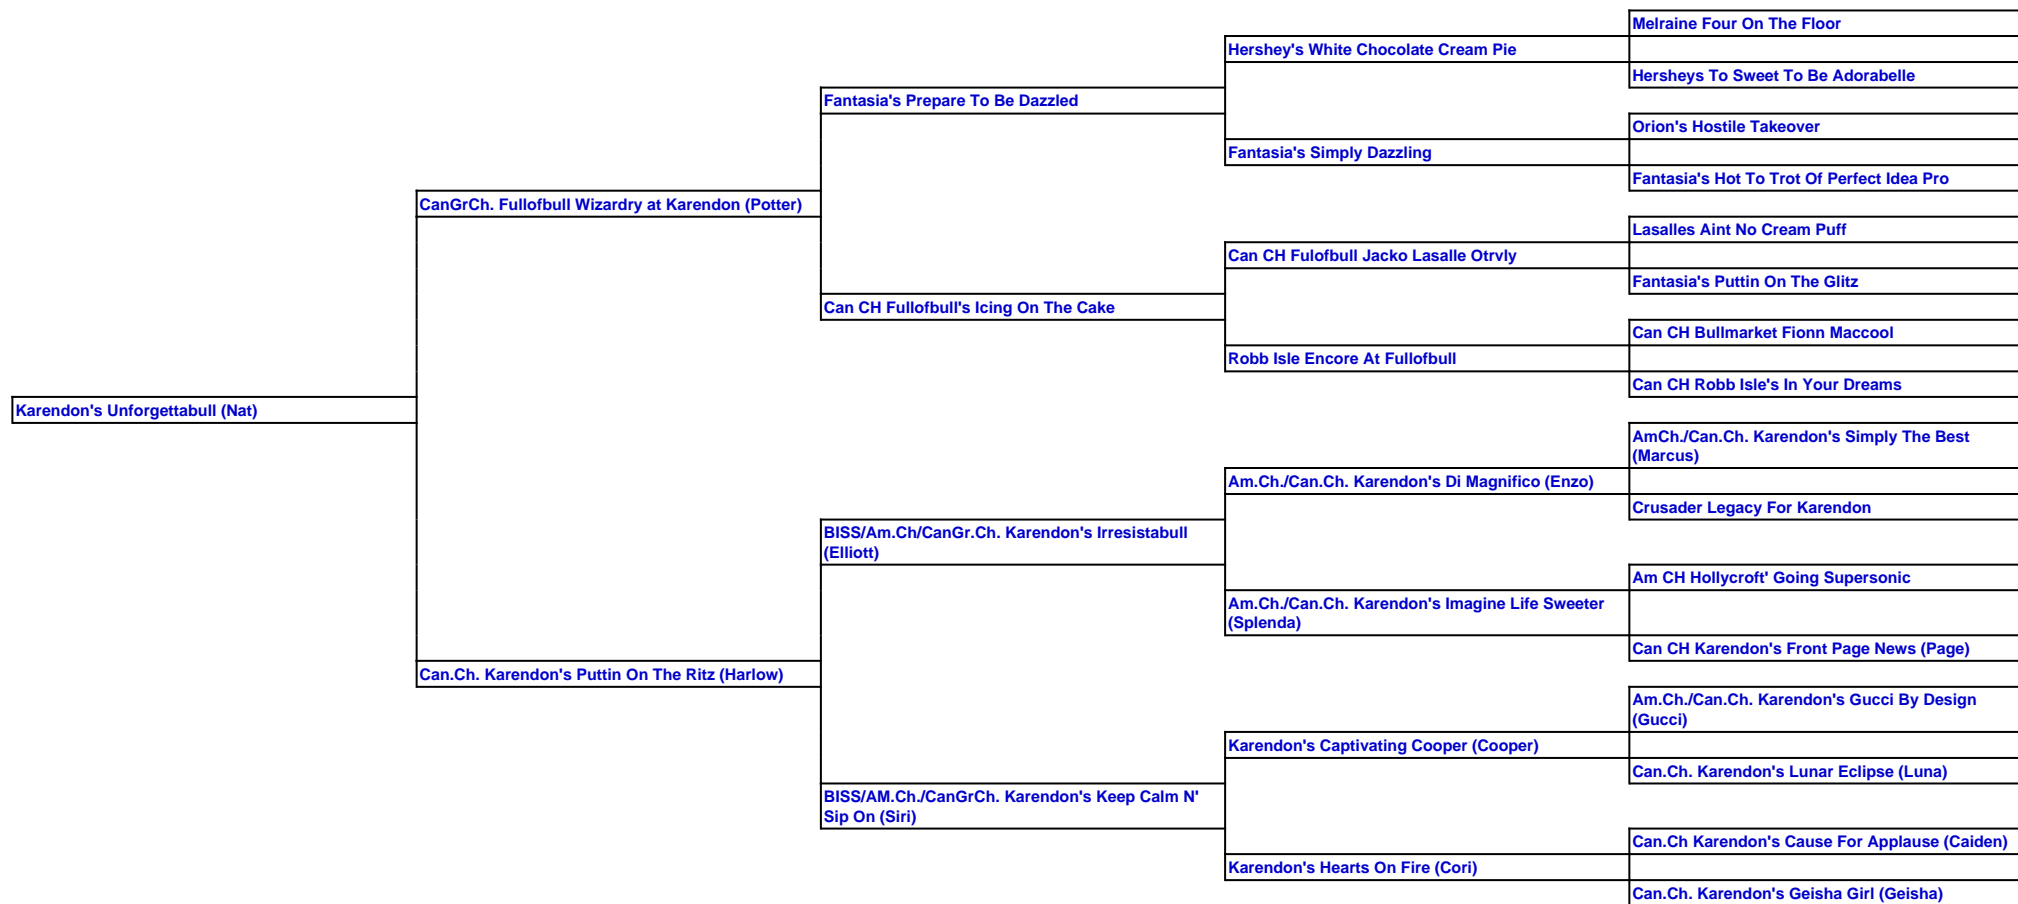 Melraine Four On The Floor
Hershey's White Chocolate Cream Pie
Hersheys To Sweet To Be Adorabelle
Fantasia's Prepare To Be Dazzled
Orion's Hostile Takeover
Fantasia's Simply Dazzling
Fantasia's Hot To Trot Of Perfect Idea Pro
CanGrCh. Fullofbull Wizardry at Karendon (Potter)
Lasalles Aint No Cream Puff
Can CH Fulofbull Jacko Lasalle Otrvly
Fantasia's Puttin On The Glitz
Can CH Fullofbull's Icing On The Cake
Can CH Bullmarket Fionn Maccool
Robb Isle Encore At Fullofbull
Can CH Robb Isle's In Your Dreams
Karendon's Unforgettabull (Nat)
AmCh./Can.Ch. Karendon's Simply The Best
(Marcus)
Am.Ch./Can.Ch. Karendon's Di Magnifico (Enzo)
Crusader Legacy For Karendon
BISS/Am.Ch/CanGr.Ch. Karendon's Irresistabull
(Elliott)
Am CH Hollycroft' Going Supersonic
Am.Ch./Can.Ch. Karendon's Imagine Life Sweeter
(Splenda)
Can CH Karendon's Front Page News (Page)
Can.Ch. Karendon's Puttin On The Ritz (Harlow)
Am.Ch./Can.Ch. Karendon's Gucci By Design
(Gucci)
Karendon's Captivating Cooper (Cooper)
Can.Ch. Karendon's Lunar Eclipse (Luna)
BISS/AM.Ch./CanGrCh. Karendon's Keep Calm N'
Sip On (Siri)
Can.Ch Karendon's Cause For Applause (Caiden)
Karendon's Hearts On Fire (Cori)
Can.Ch. Karendon's Geisha Girl (Geisha)